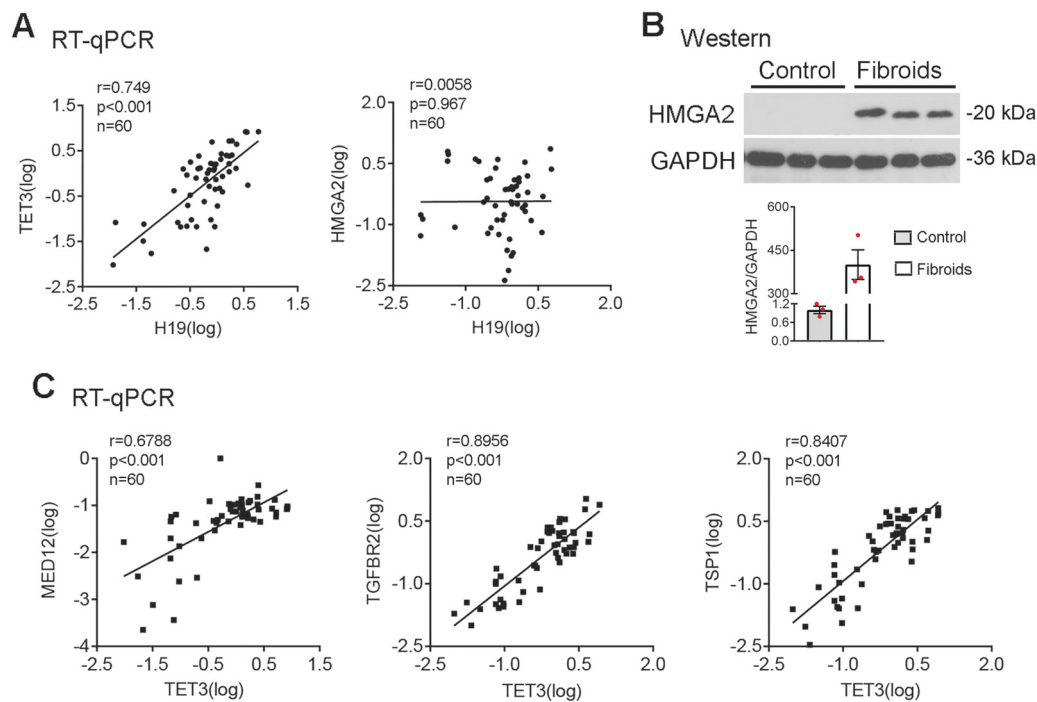 A
RT-qPCR
r=0.749
p<0.001
n=60
1.5
0.5
-0.5
-1.5
-2.5
TET3(log)
-2.5
-1.5
-0.5
0.5
1.5
H19(log)
r=0.0058
p=0.967
n=60
2.0
0.5
-1.0
-2.5
HMGA2(log)
-2.5
-1.0
0.5
2.0
H19(log)
B
Western
Control
Fibroids
HMGA2
-20 kDa
GAPDH
-36 kDa
HMGA2/GAPDH
600
450
300
1.2
0.6
0.0
Control
Fibroids
C
RT-qPCR
r=0.6788
p<0.001
n=60
0
-1
-2
-3
-4
MED12(log)
-2.5
-1.5
-0.5
0.5
1.5
TET3(log)
r=0.8956
p<0.001
n=60
2.0
0.5
-1.0
-2.5
TGFBR2(log)
-2.5
-1.0
0.5
2.0
TET3(log)
r=0.8407
p<0.001
n=60
2.0
0.5
-1.0
-2.5
TSP1(log)
-2.5
-1.0
0.5
2.0
TET3(log)